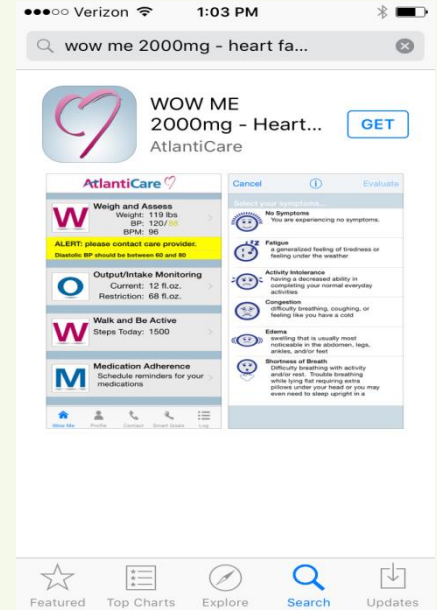 Verizon 1:03 PM
wow me 2000mg - heart fa...
WOW ME
2000mg - Heart...
AtlantiCare
GET
AtlantiCare
W
Weigh and Assess
Weight: 119 lbs
BP: 120/88
BPM: 96
ALERT: please contact care provider.
Diastolic BP should be between 60 and 80
O
Output/Intake Monitoring
Current: 12 fl.oz.
Restriction: 68 fl.oz.
W
Walk and Be Active
Steps Today: 1500
M
Medication Adherence
Schedule reminders for your
medications
Wow Me Profile Contact Smart Goals Log
Cancel Evaluate
Select your symptoms...
No Symptoms
You are experiencing no symptoms.
Fatigue
a generalized feeling of tiredness or
feeling under the weather
Activity Intolerance
having a decreased ability in
completing your normal everyday
activities
Congestion
difficulty breathing, coughing, or
feeling like you have a cold
Edema
swelling that is usually most
noticeable in the abdomen, legs,
ankles, and/or feet
Shortness of Breath
Difficulty breathing with activity
and/or rest. Trouble breathing
while lying flat requiring extra
pillows under your head or you may
even need to sleep upright in a
Featured Top Charts Explore Search Updates